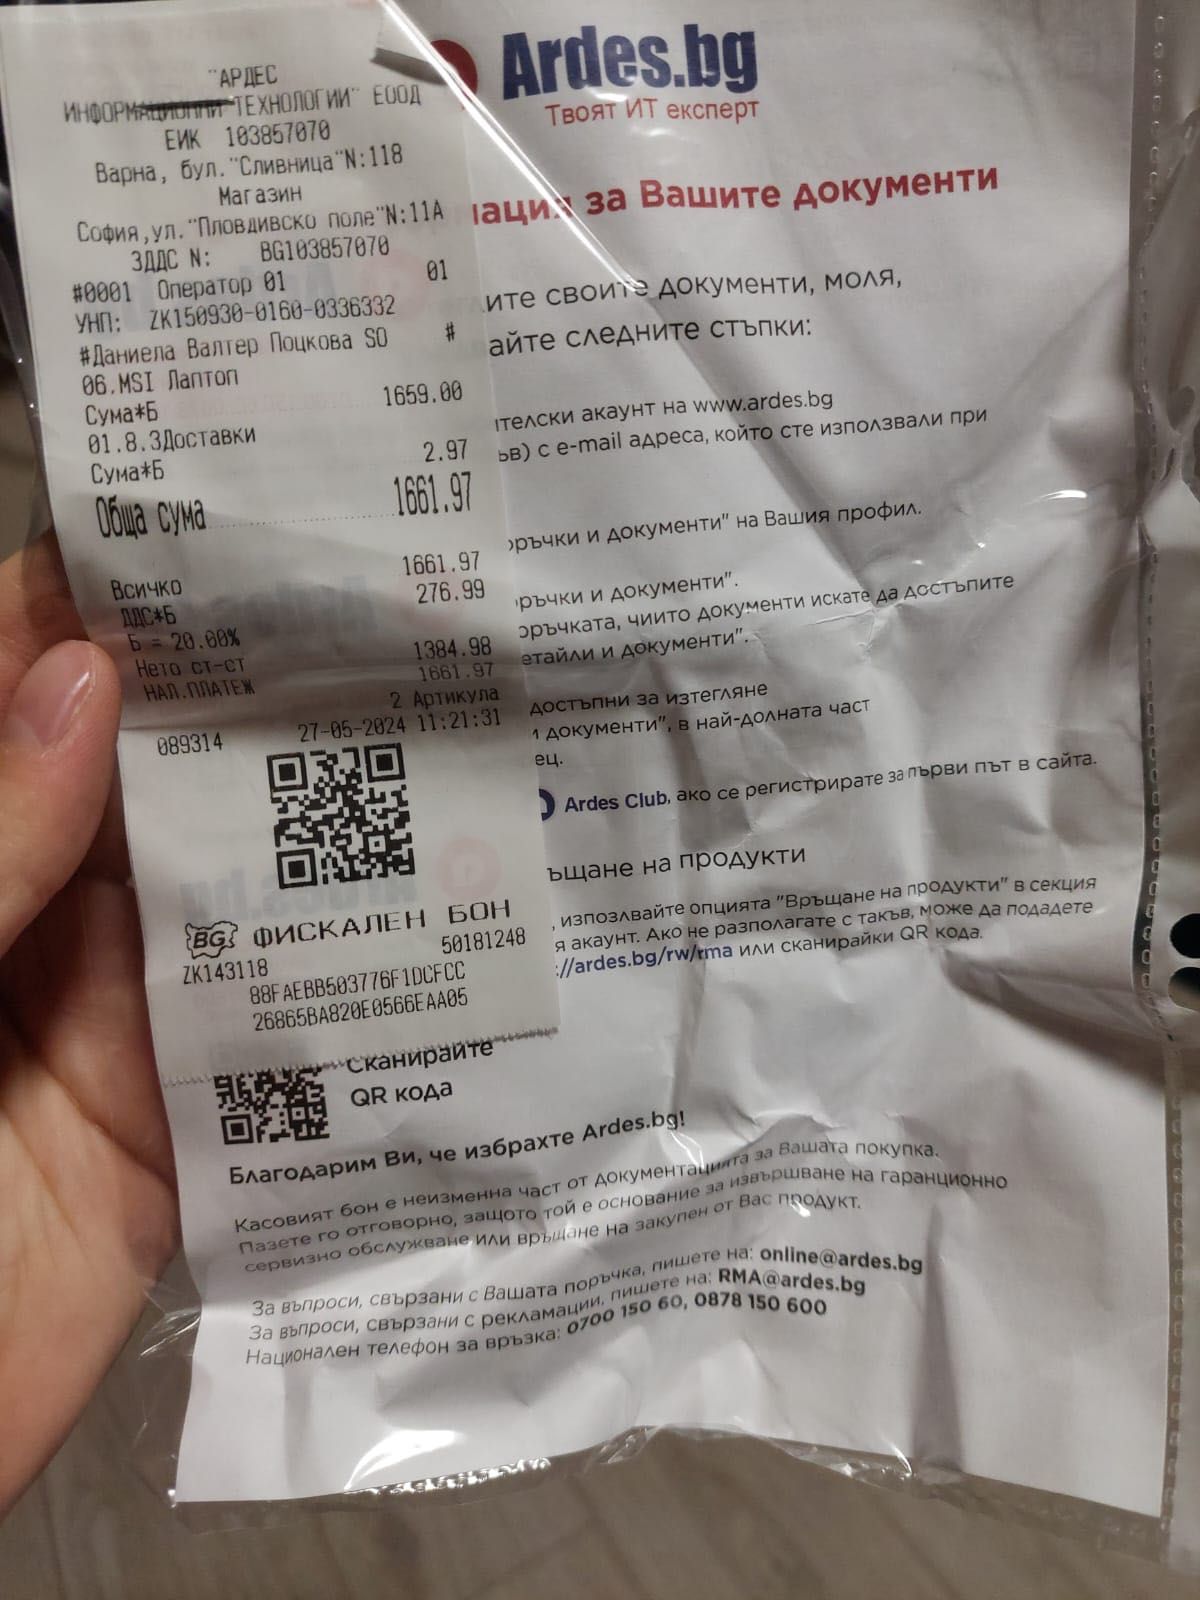 "АРДЕС
ИНФОРМАЦИОННИ ТЕХНОЛОГИИ" ЕООД
ЕИК 103857070
Варна, бул."Сливница"N:118
Магазин
София,ул."Пловдивско поле"N:11А
ЗДДС N: BG103857070
#0001 Оператор 01 01
УНП: ZK150930-0160-0336332
#Даниела Валтер Поцкова SO #
06.MSI Лаптоп
Сума*Б 1659.00
01.8.3Доставки
Сума*Б 2.97
Обща сума 1661.97
Всичко 1661.97
ДДС*Б 276.99
Б = 20.00%
Нето ст-ст 1384.98
НАЛ.ПЛАТЕЖ 1661.97
2 Артикула
089314 27-05-2024 11:21:31
BG ФИСКАЛЕН БОН
ZK143118 50181248
88FAEBB503776F1DCFCC
26865BA820E0566EAA05
Ardes.bg
Твоят ИТ експерт
ация за Вашите документи
ите своите документи, моля,
айте следните стъпки:
ителски акаунт на www.ardes.bg
ъв) с e-mail адреса, който сте използвали при
оръчки и документи" на Вашия профил.
ръчки и документи".
оръчката, чиито документи искате да достъпите
етайли и документи".
достъпни за изтегляне
и документи", в най-долната част
ец.
Ardes Club, ако се регистрирате за първи път в сайта.
ъщане на продукти
, използвайте опцията "Връщане на продукти" в секция
я акаунт. Ако не разполагате с такъв, може да подадете
://ardes.bg/rw/rma или сканирайки QR кода.
Сканирайте
QR кода
Благодарим Ви, че избрахте Ardes.bg!
Касовият бон е неизменна част от документацията за Вашата покупка.
Пазете го отговорно, защото той е основание за извършване на гаранционно
сервизно обслужване или връщане на закупен от Вас продукт.
За въпроси, свързани с Вашата поръчка, пишете на: online@ardes.bg
За въпроси, свързани с рекламации, пишете на: RMA@ardes.bg
Национален телефон за връзка: 0700 150 60, 0878 150 600